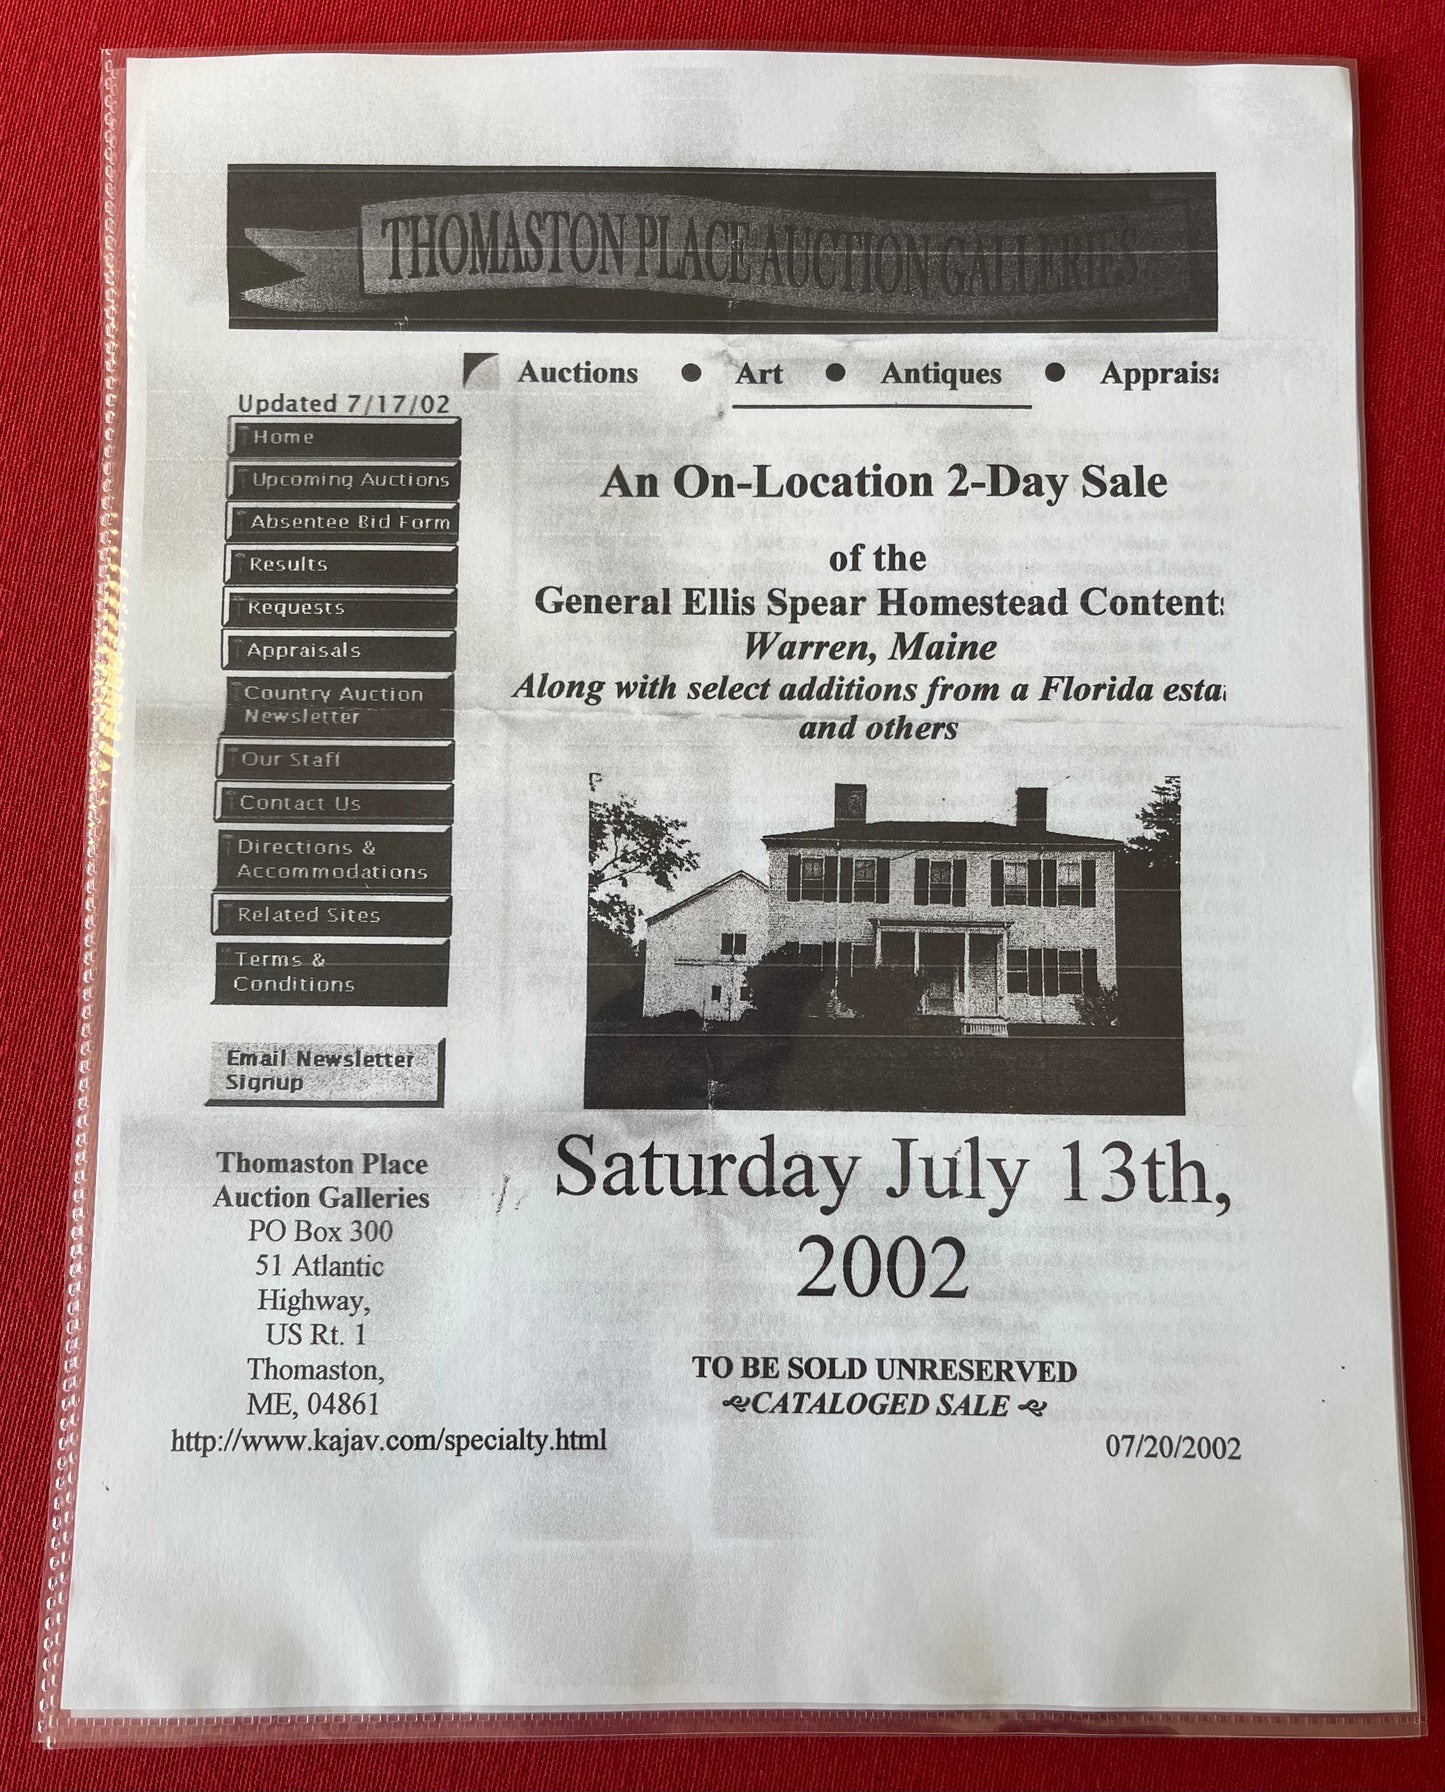 THOMASTON PLACE AUCTION GALLERIES
Auctions ● Art ● Antiques ● Apprais
Updated 7/17/02
Home
Upcoming Auctions
Absentee Bid Form
Results
Requests
Appraisals
Country Auction
Newsletter
Our Staff
Contact Us
Directions &
Accommodations
Related Sites
Terms &
Conditions
Email Newsletter
Signup
Thomaston Place
Auction Galleries
PO Box 300
51 Atlantic
Highway,
US Rt. 1
Thomaston,
ME, 04861
An On-Location 2-Day Sale
of the
General Ellis Spear Homestead Content
Warren, Maine
Along with select additions from a Florida esta
and others
Saturday July 13th,
2002
TO BE SOLD UNRESERVED
CATALOGED SALE
http://www.kajav.com/specialty.html
07/20/2002